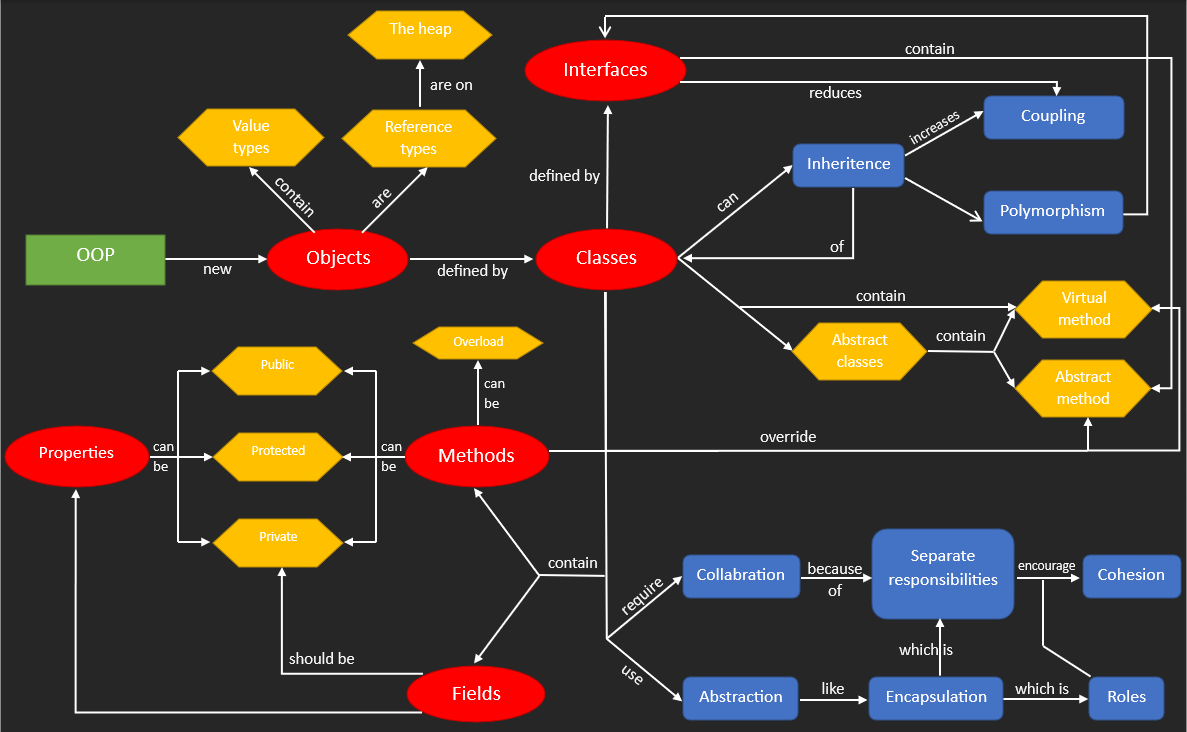 The heap
Interfaces
contain
are on
reduces
Value
types
Reference
types
Coupling
increases
Inheritence
contain
are
defined by
can
Polymorphism
of
OOP
new
Objects
defined by
Classes
contain
Virtual
method
Abstract
classes
contain
Overload
can
be
Abstract
method
Public
Properties
can
be
Protected
can
be
Methods
override
Private
contain
Collabration
because
of
Separate
responsibilities
encourage
Cohesion
require
should be
which is
use
Fields
Abstraction
like
Encapsulation
which is
Roles